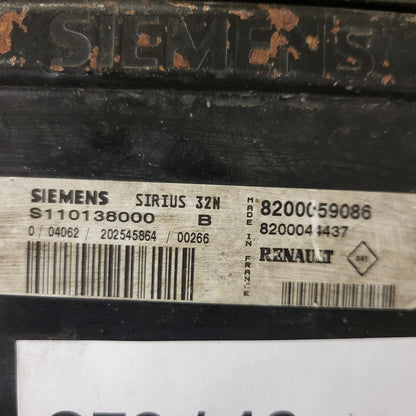 SIEMENS
SIEMENS SIRIUS 32N
S110138000 B
0 / 04062 / 202545864 / 00266
MADE IN FRANCE
8200059086
8200044437
RENAULT